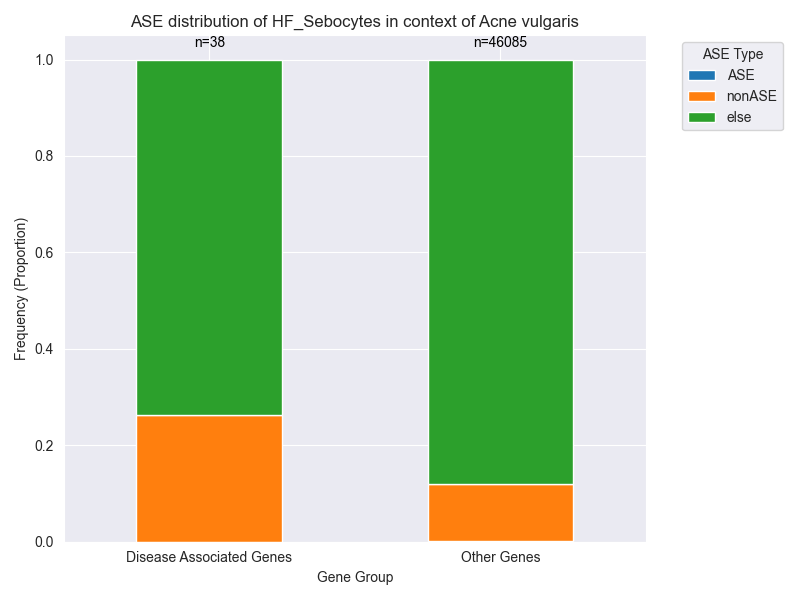 ASE distribution of HF_Sebocytes in context of Acne vulgaris
n=38
n=46085
ASE Type
ASE
nonASE
else
1.0
0.8
0.6
0.4
0.2
0.0
Frequency (Proportion)
Disease Associated Genes
Other Genes
Gene Group